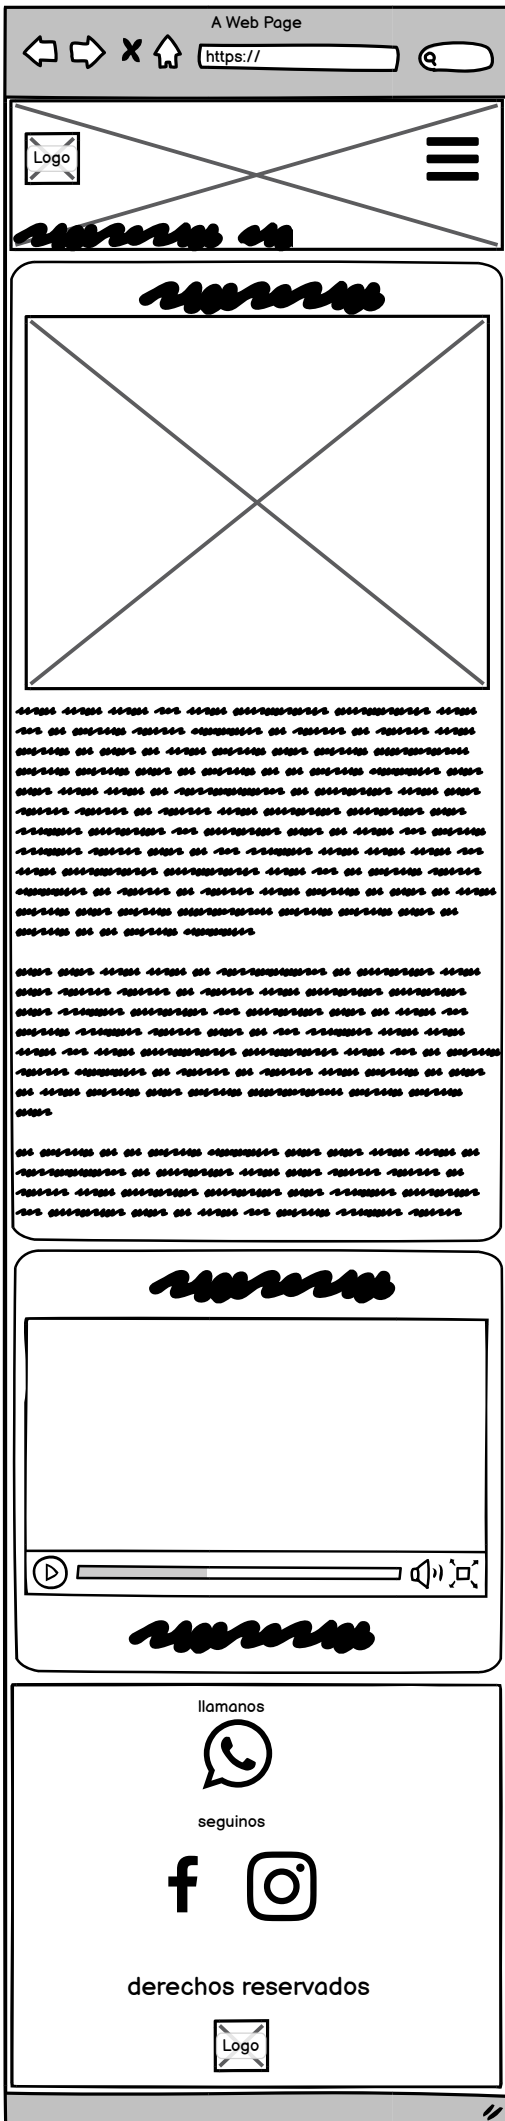 A Web Page
https://
Logo
llamanos
seguinos
derechos reservados
Logo